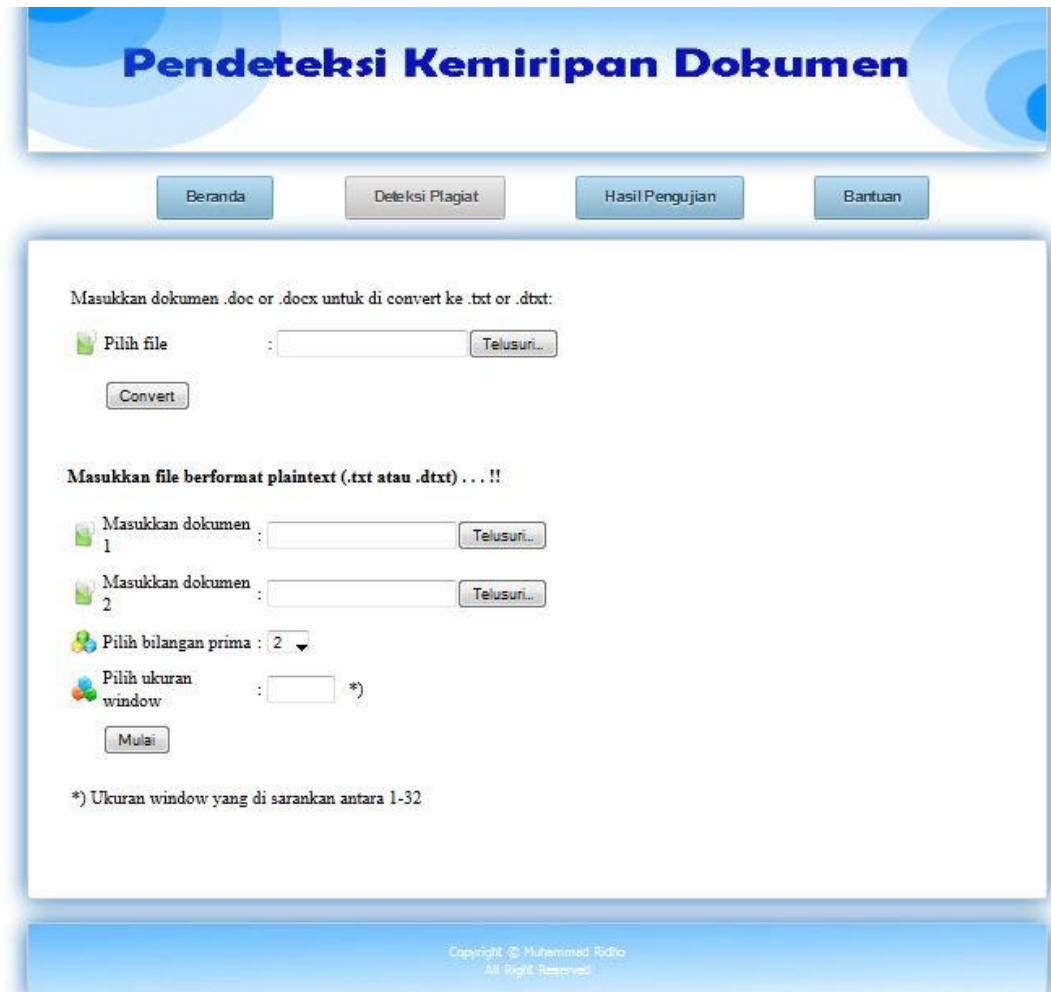 Pendeteksi Kemiripan Dokumen
Beranda
Deteksi Plagiat
Hasil Pengujian
Bantuan
Masukkan dokumen .doc or .docx untuk di convert ke .txt or .dtxt:
Pilih file : Telusuri...
Convert
Masukkan file berformat plaintext (.txt atau .dtxt) . . . !!
Masukkan dokumen
1 : Telusuri...
Masukkan dokumen
2 : Telusuri...
Pilih bilangan prima : 2
Pilih ukuran
window : *)
Mulai
*) Ukuran window yang di sarankan antara 1-32
Copyright © Muhammad Ridho
All Right Reserved